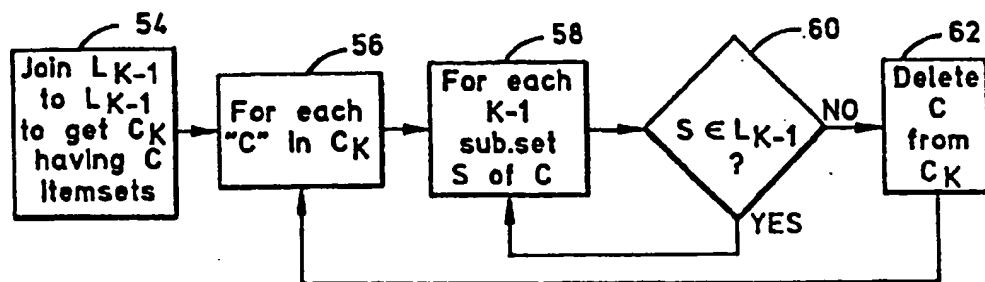 54
Join L K-1
to L K-1
to get C K
having C
Itemsets
56
For each
"C" in C K
58
For each
K-1
sub.set
S of C
60
S ∈ L K-1
?
NO
YES
62
Delete
C
from
C K